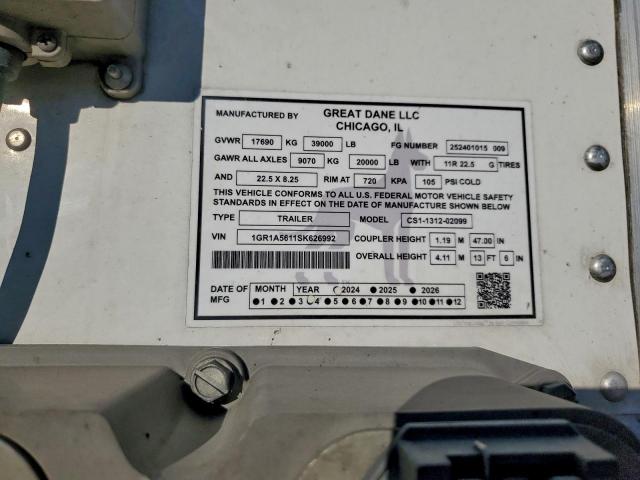 MANUFACTURED BY GREAT DANE LLC
CHICAGO, IL
GVWR 17690 KG 39000 LB FG NUMBER 252401015 009
GAWR ALL AXLES 9070 KG 20000 LB WITH 11R 22.5 G TIRES
AND 22.5 X 8.25 RIM AT 720 KPA 105 PSI COLD
THIS VEHICLE CONFORMS TO ALL U.S. FEDERAL MOTOR VEHICLE SAFETY
STANDARDS IN EFFECT ON THE DATE OF MANUFACTURE SHOWN BELOW
TYPE TRAILER MODEL CS1-1312-02099
VIN 1GR1A5611SK626992 COUPLER HEIGHT 1.19 M 47.00 IN
OVERALL HEIGHT 4.11 M 13 FT 6 IN
DATE OF MFG MONTH YEAR 2024 2025 2026
1 2 3 4 5 6 7 8 9 10 11 12